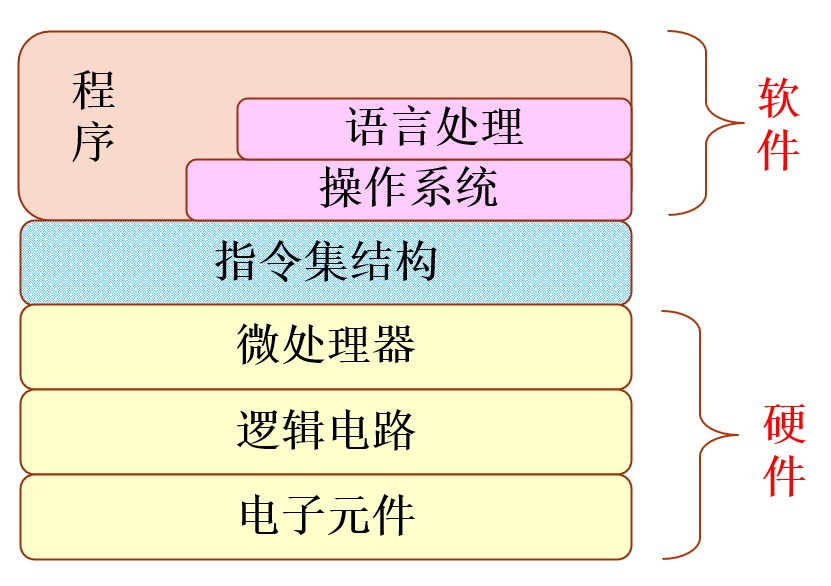 程序
语言处理
操作系统
指令集结构
微处理器
逻辑电路
电子元件
软件
硬件